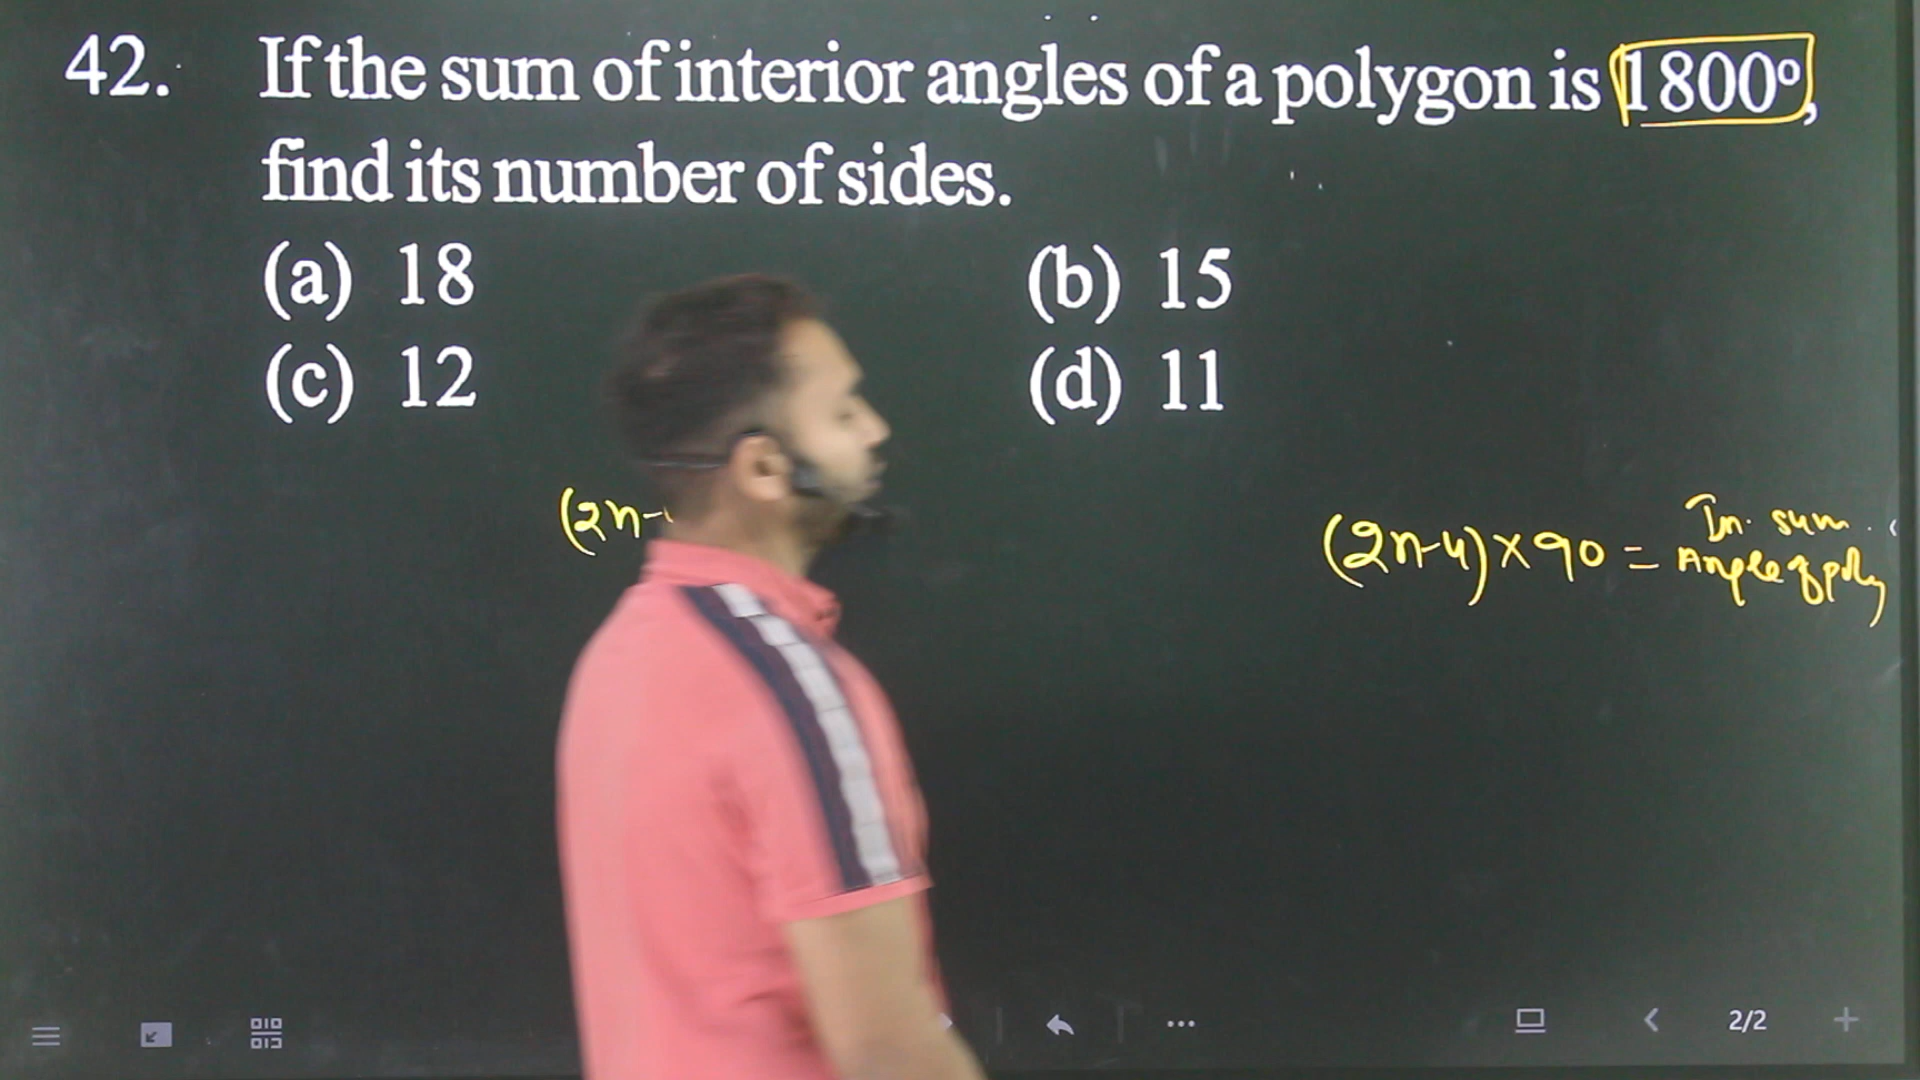 42. If the sum of interior angles of a polygon is 1800°,
find its number of sides.
(a) 18 (b) 15
(c) 12 (d) 11
(2n-
(2n-4)×90 = In. sum
Angle of poly
2/2